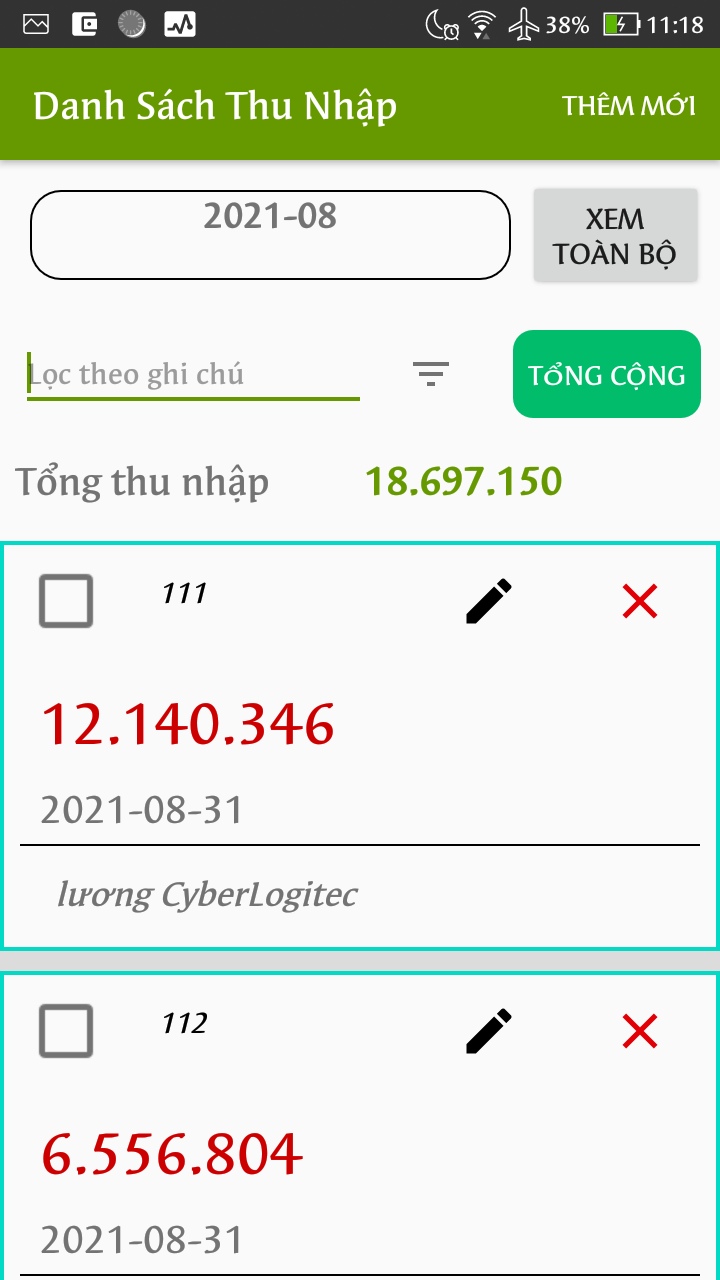 38% 11:18
Danh Sách Thu Nhập THÊM MỚI
2021-08
XEM
TOÀN BỘ
Lọc theo ghi chú
TỔNG CỘNG
Tổng thu nhập 18.697.150
111
12.140.346
2021-08-31
lương CyberLogitec
112
6.556.804
2021-08-31